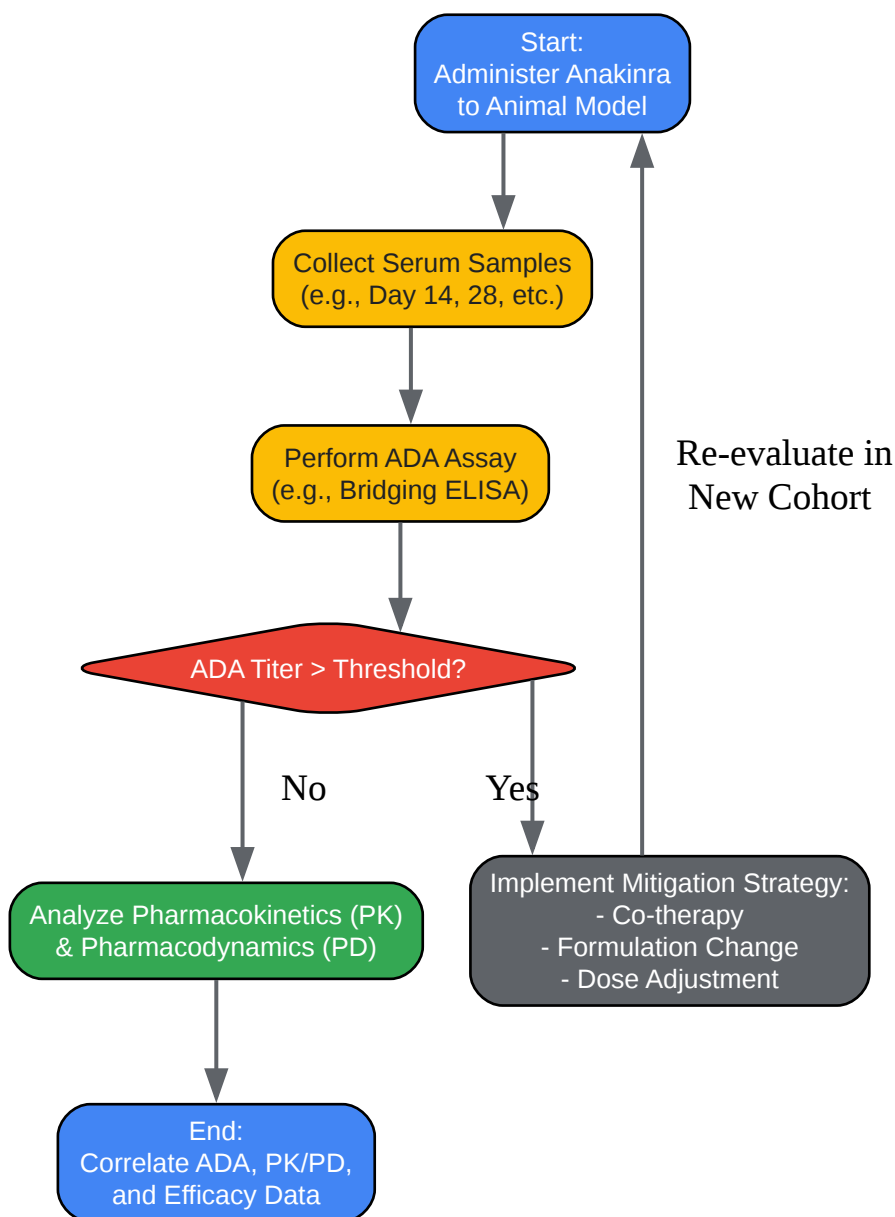 Start:
Administer Anakinra
to Animal Model
Collect Serum Samples
(e.g., Day 14, 28, etc.)
Perform ADA Assay
(e.g., Bridging ELISA)
Re-evaluate in
New Cohort
ADA Titer > Threshold?
No
Yes
Analyze Pharmacokinetics (PK)
& Pharmacodynamics (PD)
Implement Mitigation Strategy:
- Co-therapy
- Formulation Change
- Dose Adjustment
End:
Correlate ADA, PK/PD,
and Efficacy Data